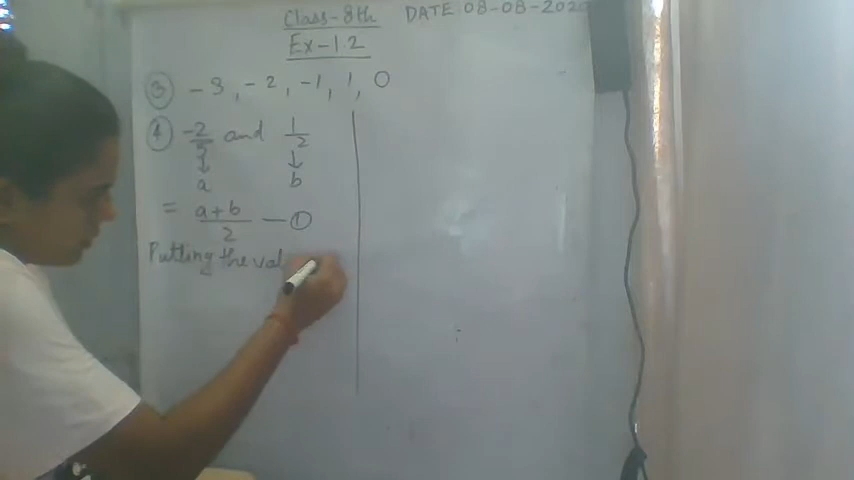 Class-8th DATE 08-08-2020
Ex-1.2
③ -3, -2, -1, 1, 0
④ -2/5 and 1/2
↓ ↓
a b
= a+b/2 — ①
Putting the val